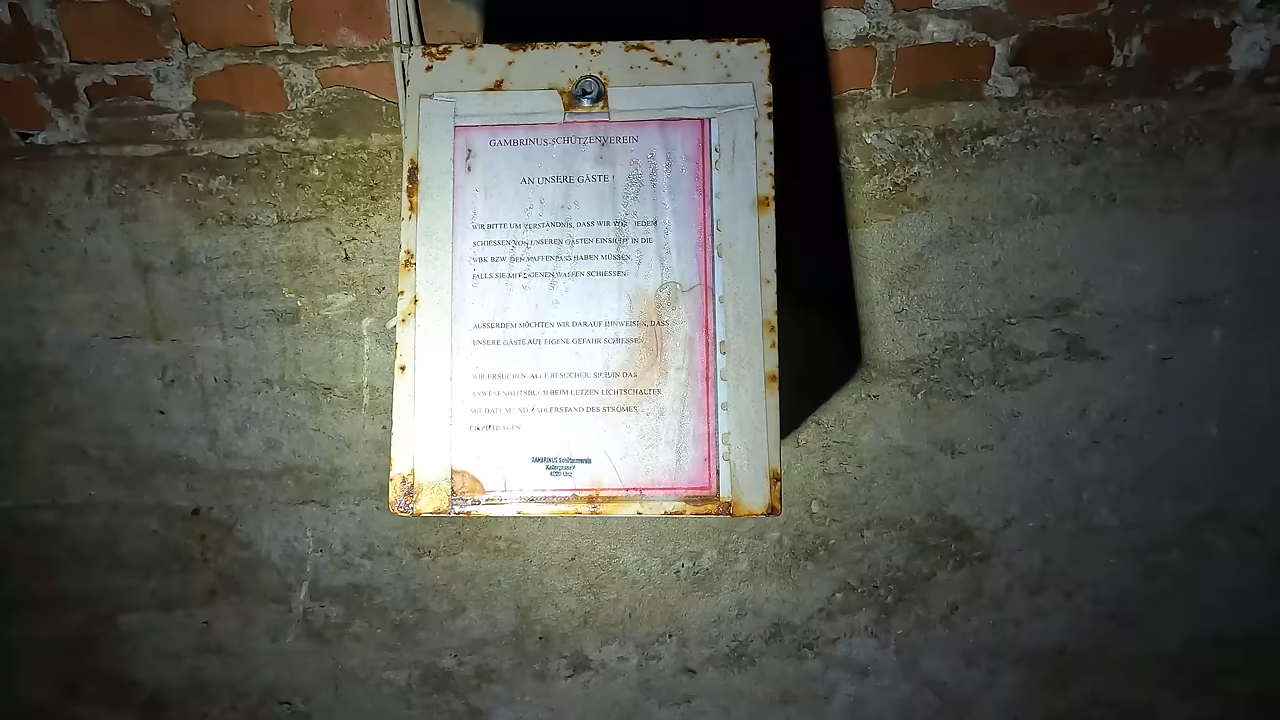 GAMBRINUS-SCHÜTZENVEREIN
AN UNSERE GÄSTE !
WIR BITTE UM VERSTÄNDNIS, DASS WIR VOR JEDEM
SCHIESSEN VON UNSEREN GÄSTEN EINSICHT IN DIE
WBK BZW. DEN WAFFENPASS HABEN MÜSSEN,
FALLS SIE MIT EIGENEN WAFFEN SCHIESSEN.
AUSSERDEM MÖCHTEN WIR DARAUF HINWEISEN, DASS
UNSERE GÄSTE AUF EIGENE GEFAHR SCHIESSEN.
WIR ERSUCHEN ALLE BESUCHER, SICH IN DAS
ANWESENHEITSBUCH BEIM LETZEN LICHTSCHALTER
MIT DATUM UND ZÄHLERSTAND DES STROMES
EINZUTRAGEN
GAMBRINUS Schützenverein
4020 Linz